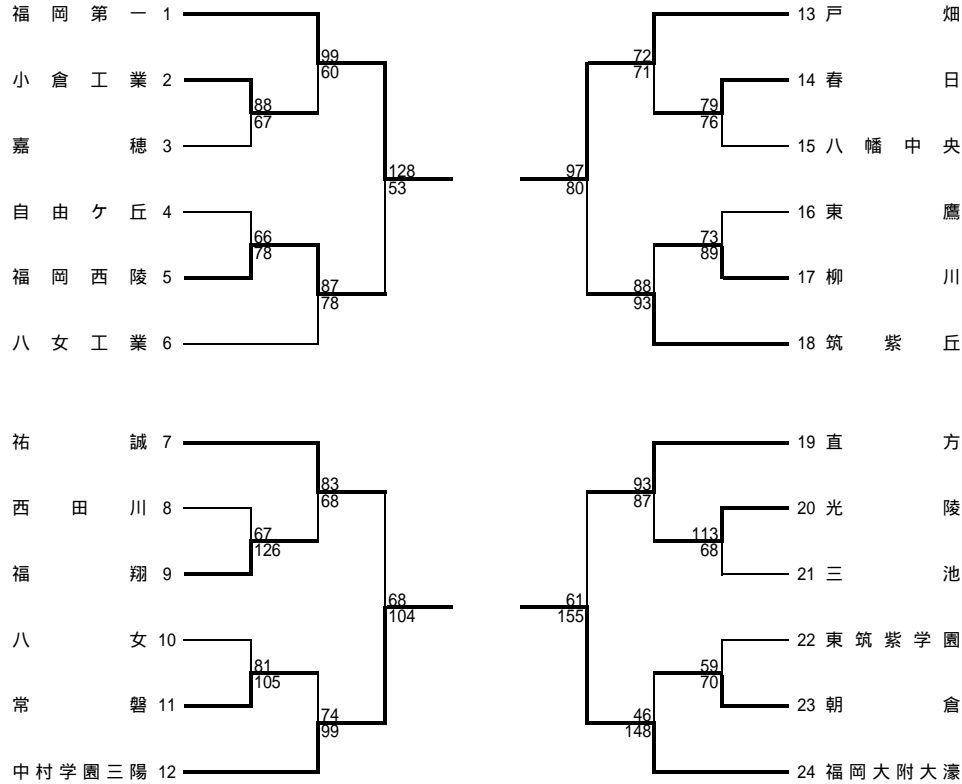 福岡第一 1
99
60
小倉工業 2
88
67
嘉穂 3
128
53
自由ケ丘 4
66
78
福岡西陵 5
87
78
八女工業 6
13 戸畑
72
71
14 春日
79
76
15 八幡中央
97
80
16 東鷹
73
89
17 柳川
88
93
18 筑紫丘
祐誠 7
83
68
西田川 8
67
126
福翔 9
68
104
八女 10
81
105
常磐 11
74
99
中村学園三陽 12
19 直方
93
87
20 光陵
113
68
21 三池
61
155
22 東筑紫学園
59
70
23 朝倉
46
148
24 福岡大附大濠